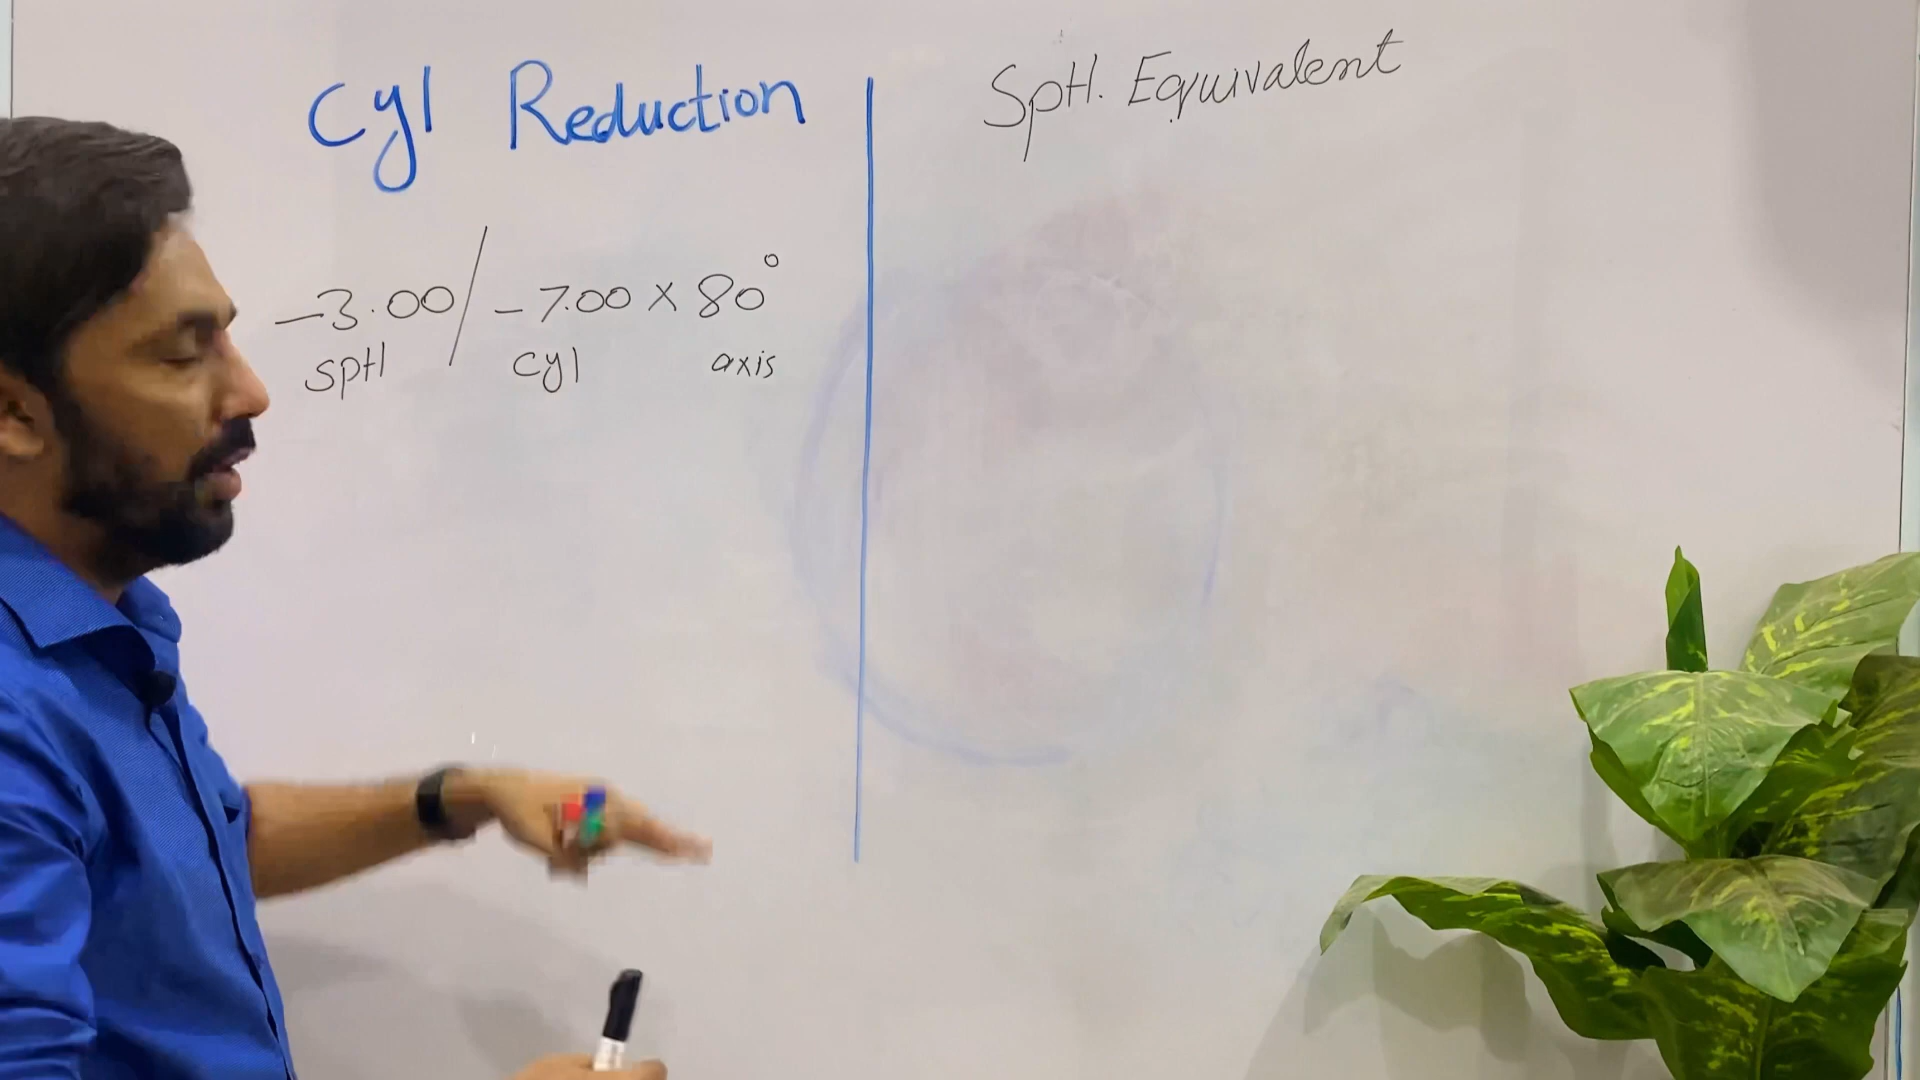 Cyl Reduction
-3.00/-7.00 x 80°
SpH cyl axis
SpH. Equivalent